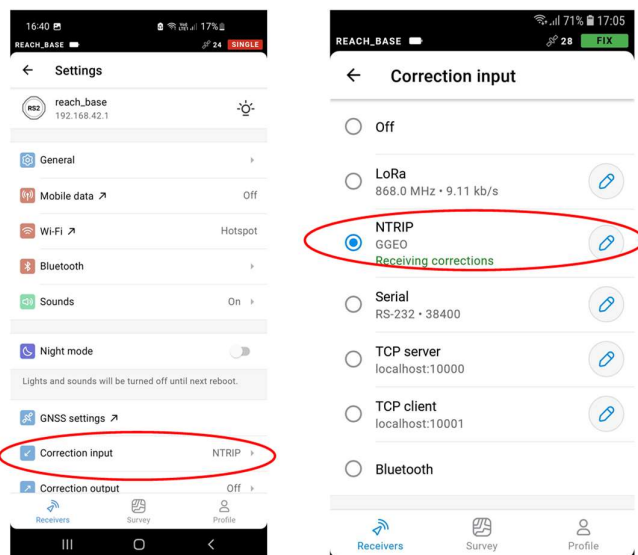 16:40 17%
REACH_BASE 24 SINGLE
Settings
RS2
reach_base
192.168.42.1
General
Mobile data Off
Wi-Fi Hotspot
Bluetooth
Sounds On
Night mode
Lights and sounds will be turned off until next reboot.
GNSS settings
Correction input NTRIP
Correction output Off
Receivers Survey Profile
71% 17:05
REACH_BASE 28 FIX
Correction input
Off
LoRa
868.0 MHz • 9.11 kb/s
NTRIP
GGEO
Receiving corrections
Serial
RS-232 • 38400
TCP server
localhost:10000
TCP client
localhost:10001
Bluetooth
Receivers Survey Profile